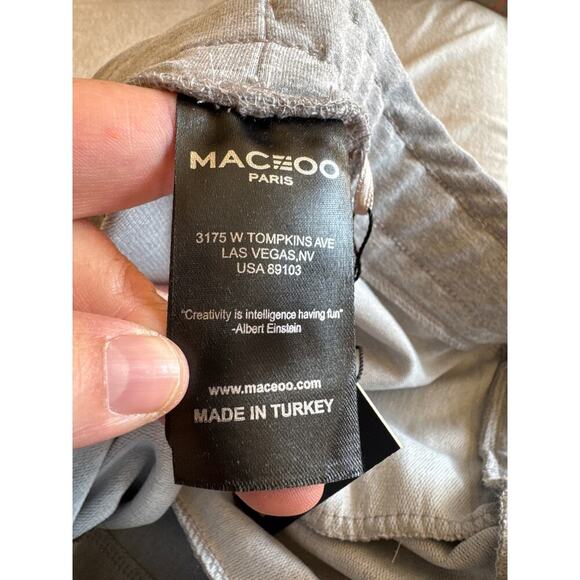 MACEOO
PARIS
3175 W TOMPKINS AVE
LAS VEGAS,NV
USA 89103
"Creativity is intelligence having fun"
-Albert Einstein
www.maceoo.com
MADE IN TURKEY